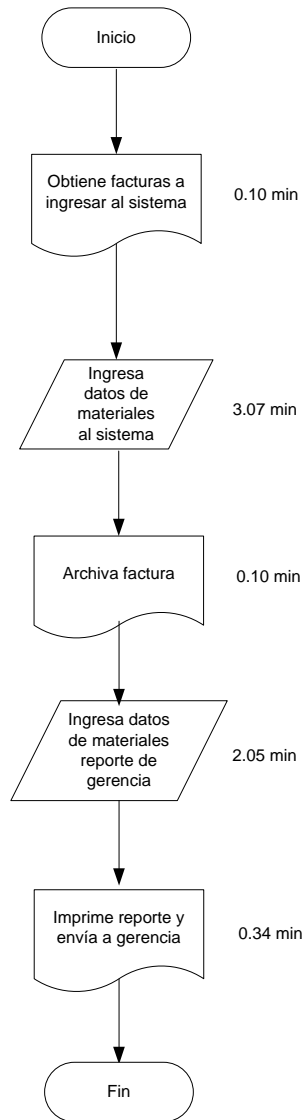 Inicio
Obtiene facturas a
ingresar al sistema
0.10 min
Ingresa
datos de
materiales
al sistema
3.07 min
Archiva factura
0.10 min
Ingresa datos
de materiales
reporte de
gerencia
2.05 min
Imprime reporte y
envía a gerencia
0.34 min
Fin